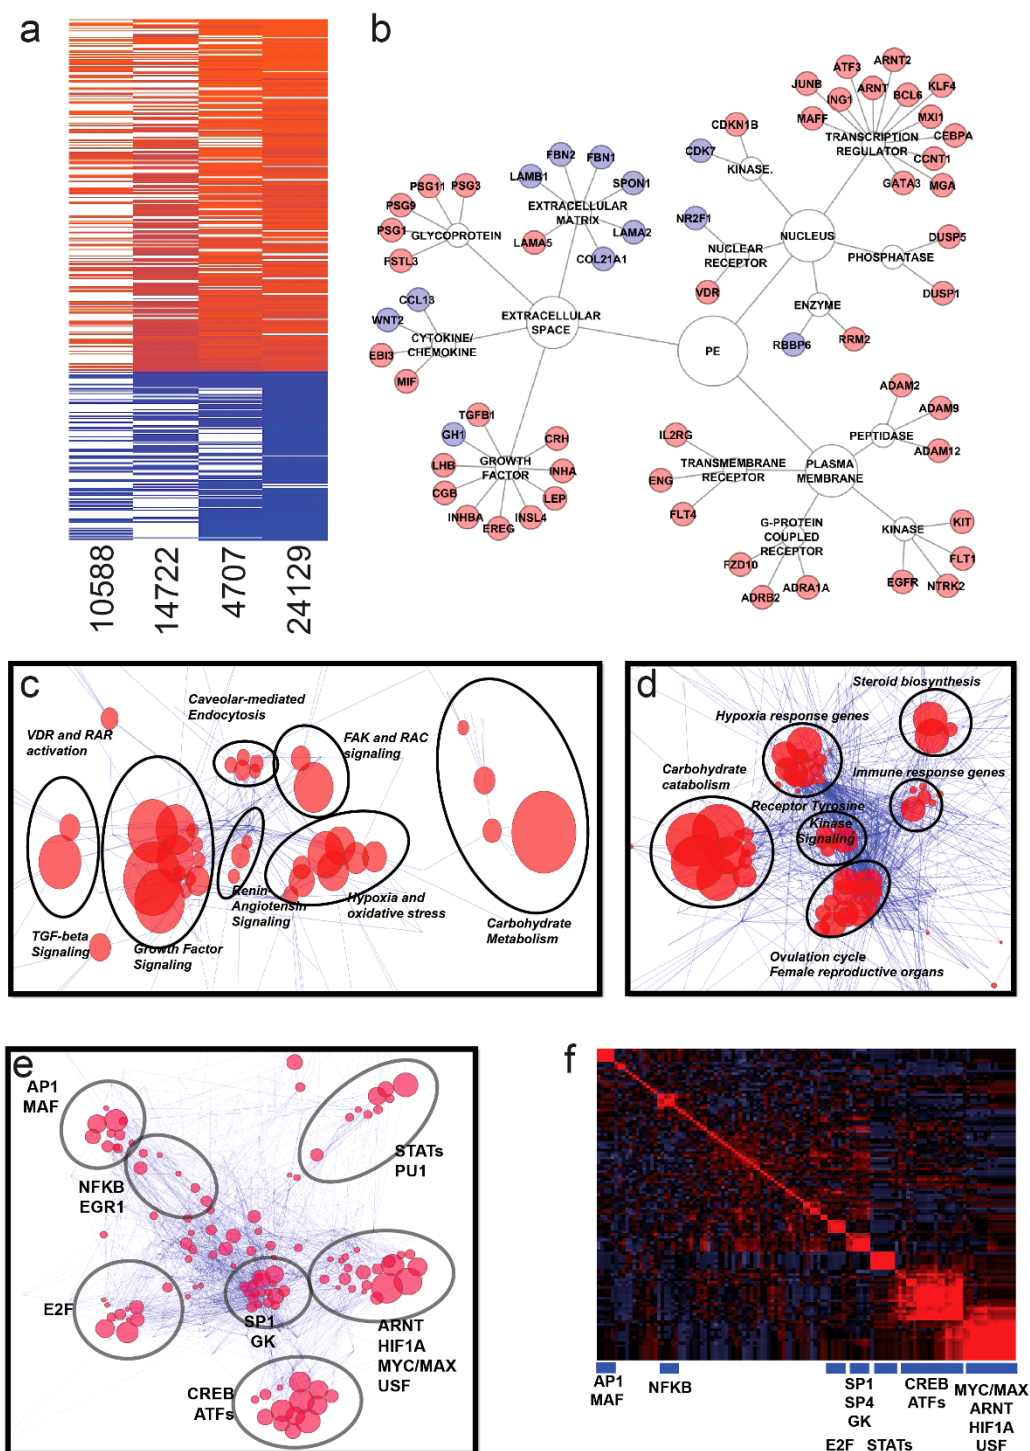 a
10588
14722
4707
24129
b
ARNT2
ATF3
JUNB
ARNT
KLF4
ING1
BCL6
MAFF
MXI1
CDKN1B
CEBPA
TRANSCRIPTION
REGULATOR
CDK7
CCNT1
KINASE.
GATA3
MGA
FBN2
FBN1
LAMB1
SPON1
PSG11
PSG3
PSG9
EXTRACELLULAR
MATRIX
PSG1
GLYCOPROTEIN
LAMA2
LAMA5
FSTL3
COL21A1
NR2F1
NUCLEUS
DUSP5
NUCLEAR
RECEPTOR
PHOSPHATASE
VDR
DUSP1
ENZYME
CCL13
WNT2
EXTRACELLULAR
SPACE
CYTOKINE/
CHEMOKINE
RBBP6
RRM2
PE
EBI3
MIF
ADAM2
TGFB1
ADAM9
GH1
CRH
IL2RG
PEPTIDASE
ADAM12
LHB
GROWTH
FACTOR
INHA
TRANSMEMBRANE
RECEPTOR
PLASMA
MEMBRANE
ENG
CGB
LEP
FLT4
INHBA
INSL4
EREG
G-PROTEIN
COUPLED
RECEPTOR
KINASE
KIT
FZD10
FLT1
ADRB2
ADRA1A
EGFR
NTRK2
c
Caveolar-mediated
Endocytosis
VDR and RAR
activation
FAK and RAC
signaling
Renin-
Angiotensin
Signaling
Hypoxia and
oxidative stress
TGF-beta
Signaling
Growth Factor
Signaling
Carbohydrate
Metabolism
d
Steroid biosynthesis
Hypoxia response genes
Carbohydrate
catabolism
Immune response genes
Receptor Tyrosine
Kinase
Signaling
Ovulation cycle
Female reproductive organs
e
AP1
MAF
STATs
PU1
NFKB
EGR1
E2F
SP1
GK
ARNT
HIF1A
MYC/MAX
USF
CREB
ATFs
f
AP1
MAF
NFKB
E2F
SP1
SP4
GK
STATs
CREB
ATFs
MYC/MAX
ARNT
HIF1A
USF